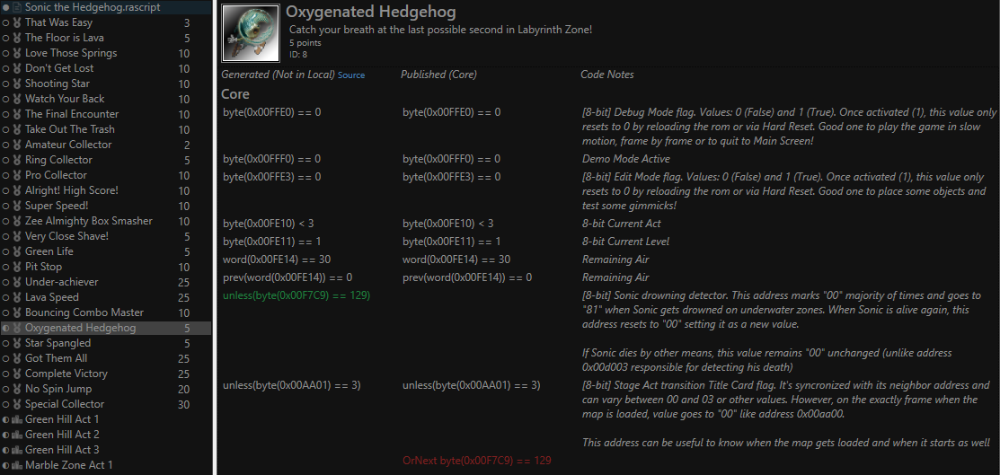 Sonic the Hedgehog.rascript
That Was Easy 3
The Floor is Lava 5
Love Those Springs 10
Don't Get Lost 10
Shooting Star 10
Watch Your Back 10
The Final Encounter 10
Take Out The Trash 10
Amateur Collector 2
Ring Collector 5
Pro Collector 10
Alright! High Score! 10
Super Speed! 10
Zee Almighty Box Smasher 10
Very Close Shave! 5
Green Life 5
Pit Stop 10
Under-achiever 25
Lava Speed 25
Bouncing Combo Master 10
Oxygenated Hedgehog 5
Star Spangled 5
Got Them All 25
Complete Victory 25
No Spin Jump 20
Special Collector 30
Green Hill Act 1
Green Hill Act 2
Green Hill Act 3
Marble Zone Act 1
Oxygenated Hedgehog
Catch your breath at the last possible second in Labyrinth Zone!
5 points
ID: 8
Generated (Not in Local) Source Published (Core) Code Notes
Core
byte(0x00FFE0) == 0 byte(0x00FFE0) == 0 [8-bit] Debug Mode flag. Values: 0 (False) and 1 (True). Once activated (1), this value only
resets to 0 by reloading the rom or via Hard Reset. Good one to play the game in slow
motion, frame by frame or to quit to Main Screen!
byte(0x00FFF0) == 0 byte(0x00FFF0) == 0 Demo Mode Active
byte(0x00FFE3) == 0 byte(0x00FFE3) == 0 [8-bit] Edit Mode flag. Values: 0 (False) and 1 (True). Once activated (1), this value only
resets to 0 by reloading the rom or via Hard Reset. Good one to place some objects and
test some gimmicks!
byte(0x00FE10) < 3 byte(0x00FE10) < 3 8-bit Current Act
byte(0x00FE11) == 1 byte(0x00FE11) == 1 8-bit Current Level
word(0x00FE14) == 30 word(0x00FE14) == 30 Remaining Air
prev(word(0x00FE14)) == 0 prev(word(0x00FE14)) == 0 Remaining Air
unless(byte(0x00F7C9) == 129) [8-bit] Sonic drowning detector. This address marks "00" majority of times and goes to
"81" when Sonic gets drowned on underwater zones. When Sonic is alive again, this
address resets to "00" setting it as a new value.
If Sonic dies by other means, this value remains "00" unchanged (unlike address
0x00d003 responsible for detecting his death)
unless(byte(0x00AA01) == 3) unless(byte(0x00AA01) == 3) [8-bit] Stage Act transition Title Card flag. It's syncronized with its neighbor address and
can vary between 00 and 03 or other values. However, on the exactly frame when the
map is loaded, value goes to "00" like address 0x00aa00.
This address can be useful to know when the map gets loaded and when it starts as well
OrNext byte(0x00F7C9) == 129